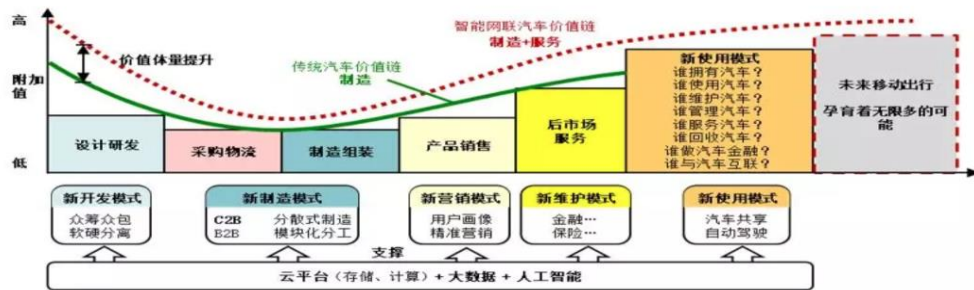 高
附加
值
低
价值体量提升
传统汽车价值链
制造
智能网联汽车价值链
制造+服务
设计研发
采购物流
制造组装
产品销售
后市场
服务
新使用模式
谁拥有汽车?
谁使用汽车?
谁维护汽车?
谁管理汽车?
谁服务汽车?
谁回收汽车?
谁做汽车金融?
谁与汽车互联?
未来移动出行
孕育着无限多的可
能
新开发模式
众筹众包
软硬分离
新制造模式
C2B 分散式制造
B2B 模块化分工
新营销模式
用户画像
精准营销
新维护模式
金融…
保险…
新使用模式
汽车共享
自动驾驶
支撑
云平台(存储、计算)+大数据+人工智能